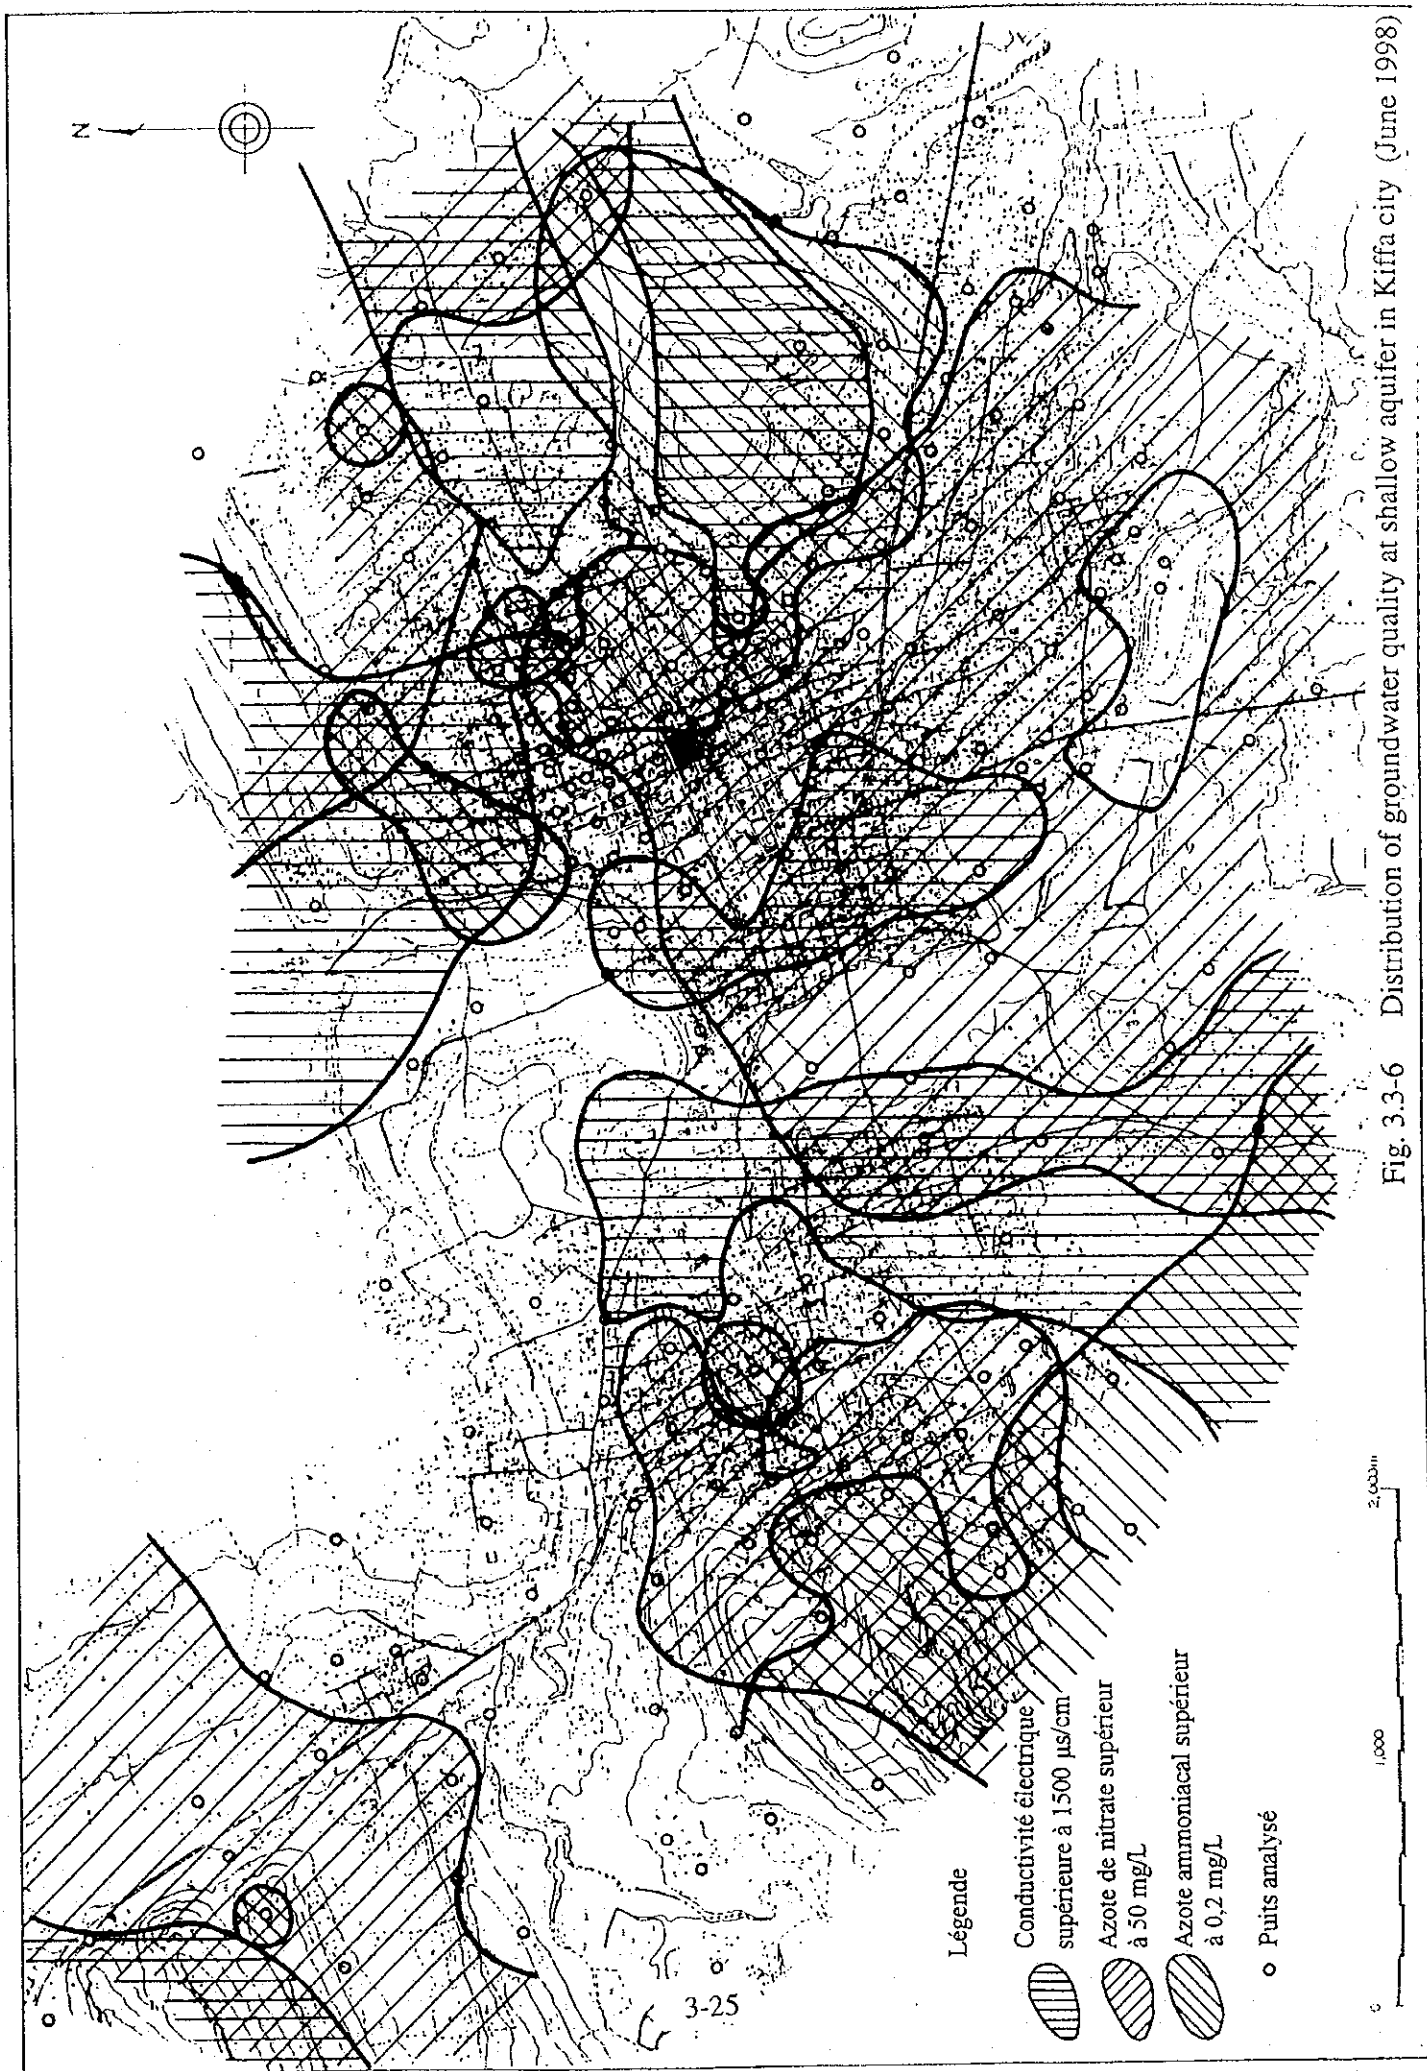 N
Légende
Conductivité électrique
supérieure à 1500 µs/cm
Azote de nitrate supérieur
à 50 mg/L
Azote ammoniacal supérieur
à 0,2 mg/L
Puits analysé
0 1,000 2,000m
Fig. 3.3-6 Distribution of groundwater quality at shallow aquifer in Kiffa city (June 1998)
3-25